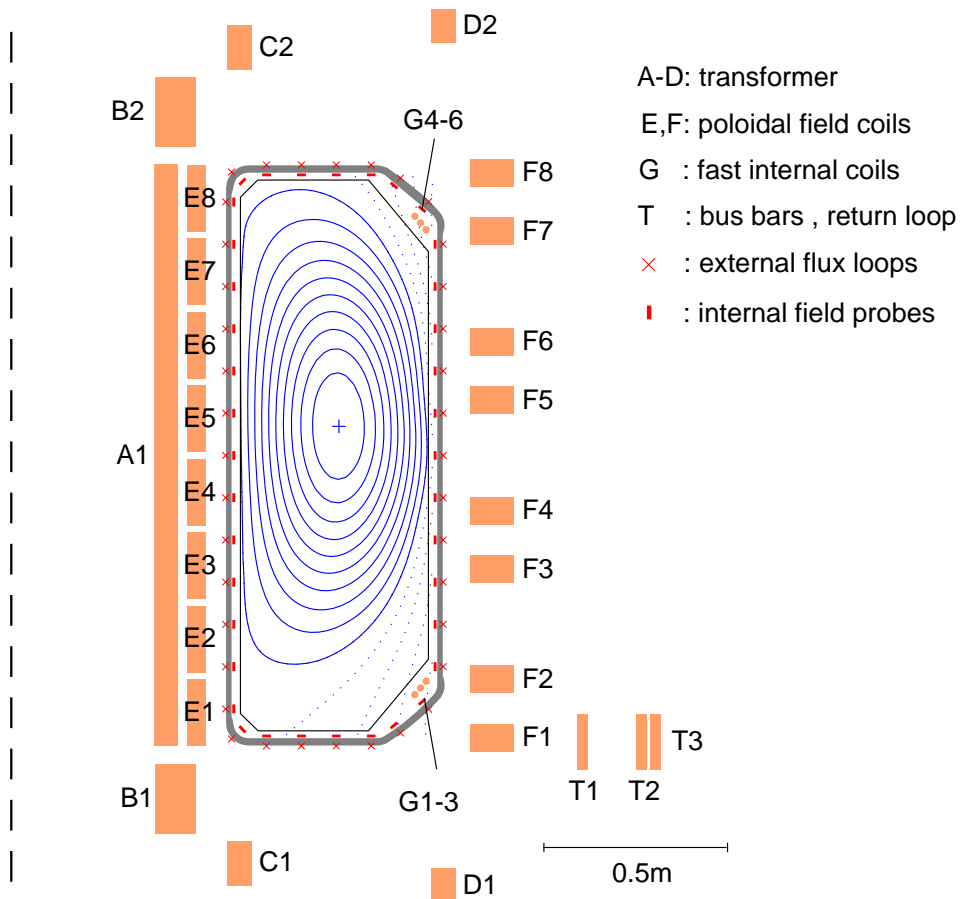 D2
C2
A-D: transformer
B2
G4-6
E,F: poloidal field coils
F8
G : fast internal coils
E8
T : bus bars , return loop
F7
E7
: external flux loops
: internal field probes
E6
F6
E5
F5
A1
E4
F4
E3
F3
E2
F2
E1
F1
T3
T1
T2
B1
G1-3
C1
0.5m
D1